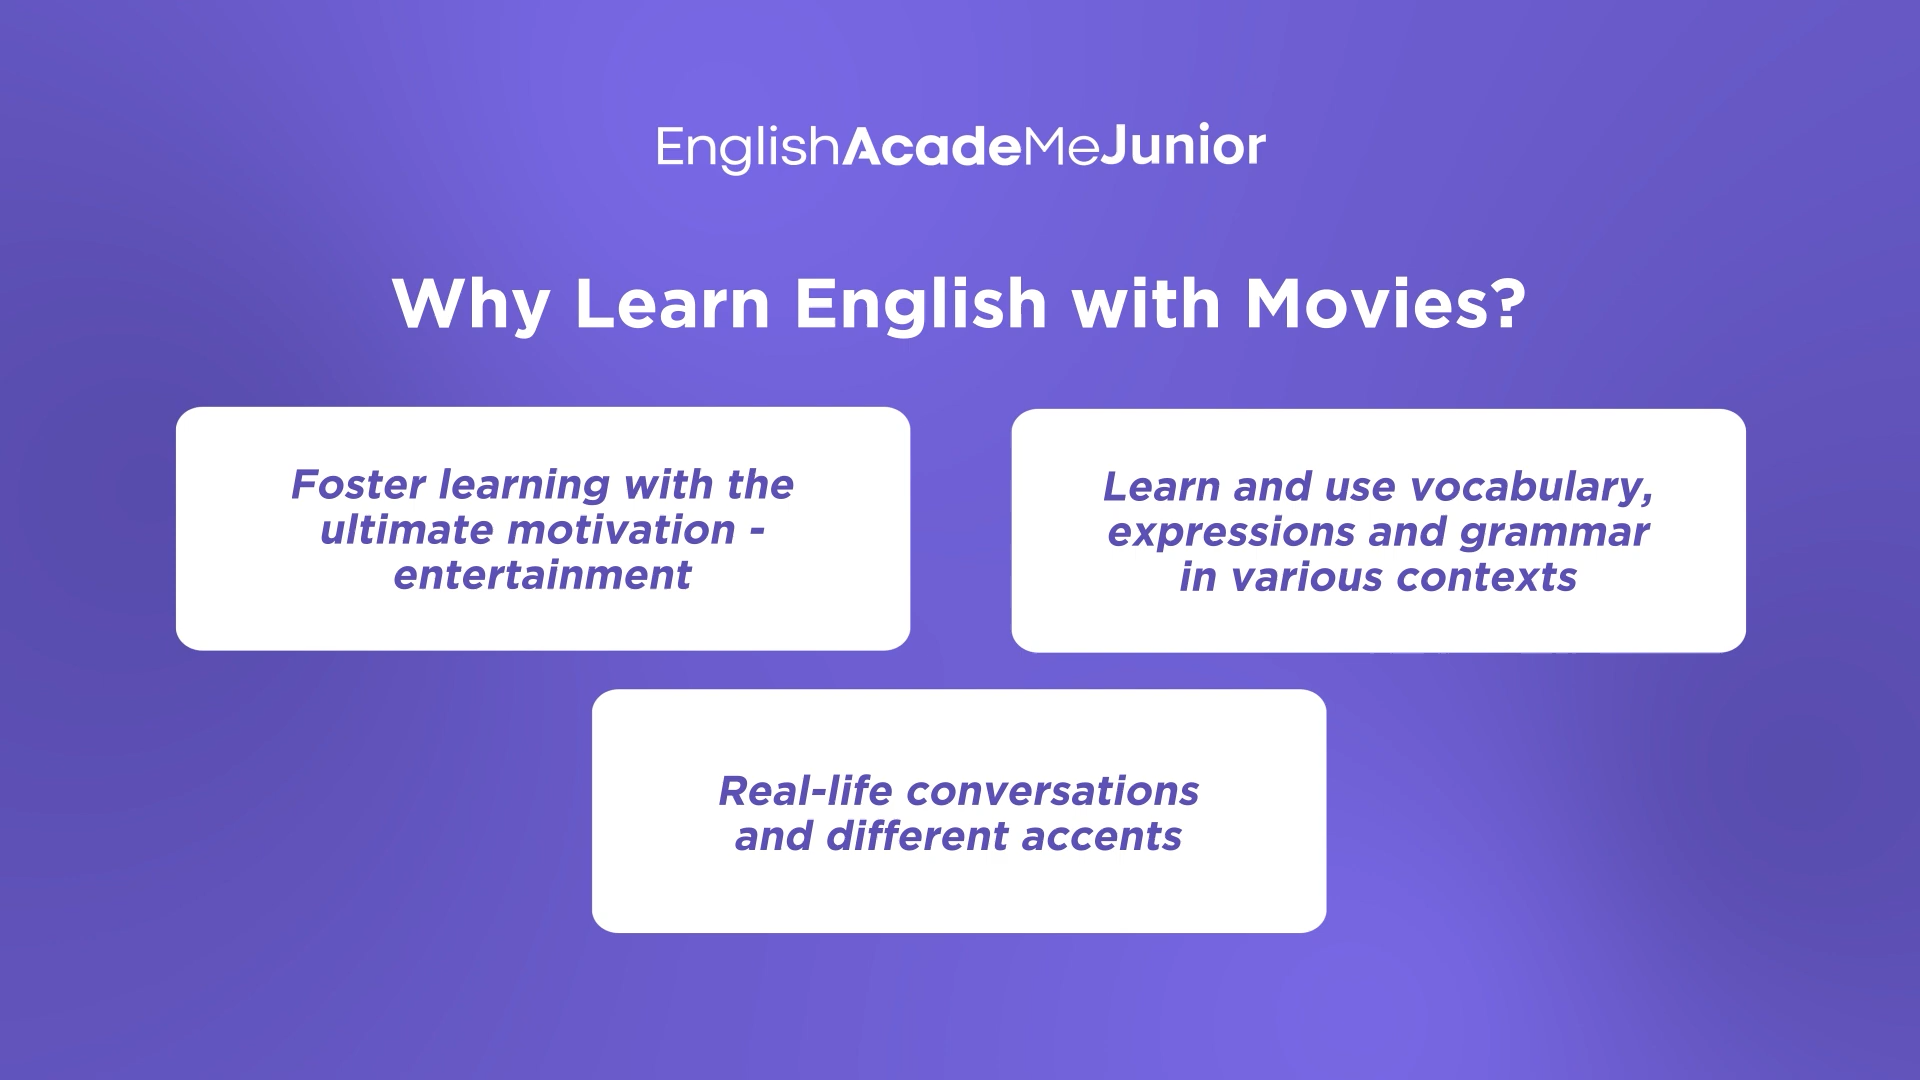 EnglishAcadeMeJunior
Why Learn English with Movies?
Foster learning with the
ultimate motivation -
entertainment
Learn and use vocabulary,
expressions and grammar
in various contexts
Real-life conversations
and different accents